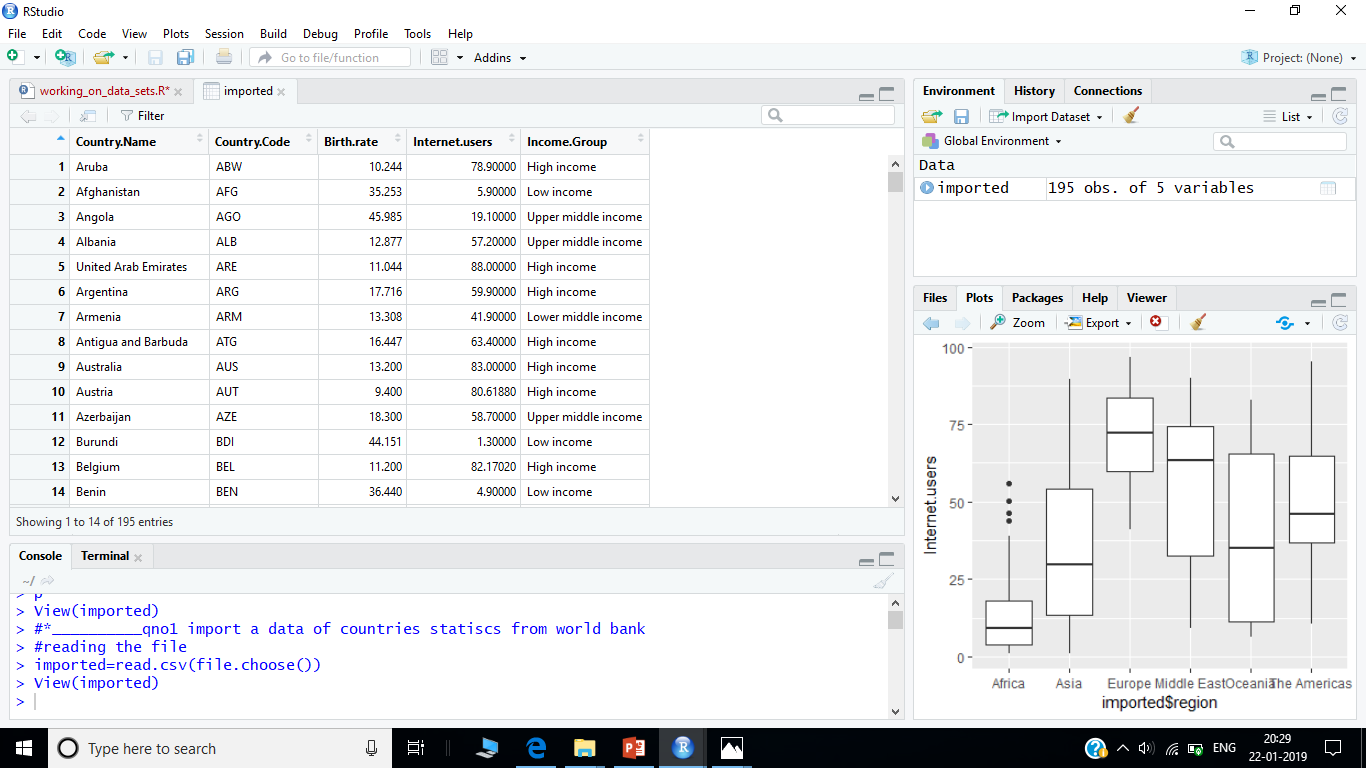 RStudio
File Edit Code View Plots Session Build Debug Profile Tools Help
Go to file/function Addins Project: (None)
working_on_data_sets.R* imported
Filter
Country.Name Country.Code Birth.rate Internet.users Income.Group
1 Aruba ABW 10.244 78.90000 High income
2 Afghanistan AFG 35.253 5.90000 Low income
3 Angola AGO 45.985 19.10000 Upper middle income
4 Albania ALB 12.877 57.20000 Upper middle income
5 United Arab Emirates ARE 11.044 88.00000 High income
6 Argentina ARG 17.716 59.90000 High income
7 Armenia ARM 13.308 41.90000 Lower middle income
8 Antigua and Barbuda ATG 16.447 63.40000 High income
9 Australia AUS 13.200 83.00000 High income
10 Austria AUT 9.400 80.61880 High income
11 Azerbaijan AZE 18.300 58.70000 Upper middle income
12 Burundi BDI 44.151 1.30000 Low income
13 Belgium BEL 11.200 82.17020 High income
14 Benin BEN 36.440 4.90000 Low income
Showing 1 to 14 of 195 entries
Console Terminal
~/
> p
> View(imported)
> #*__________qno1 import a data of countries statiscs from world bank
> #reading the file
> imported=read.csv(file.choose())
> View(imported)
>
Environment History Connections
Import Dataset List
Global Environment
Data
imported 195 obs. of 5 variables
Files Plots Packages Help Viewer
Zoom Export
100
75
50
25
0
Internet.users
Africa Asia Europe Middle East Oceania The Americas
imported$region
Type here to search
ENG
20:29
22-01-2019